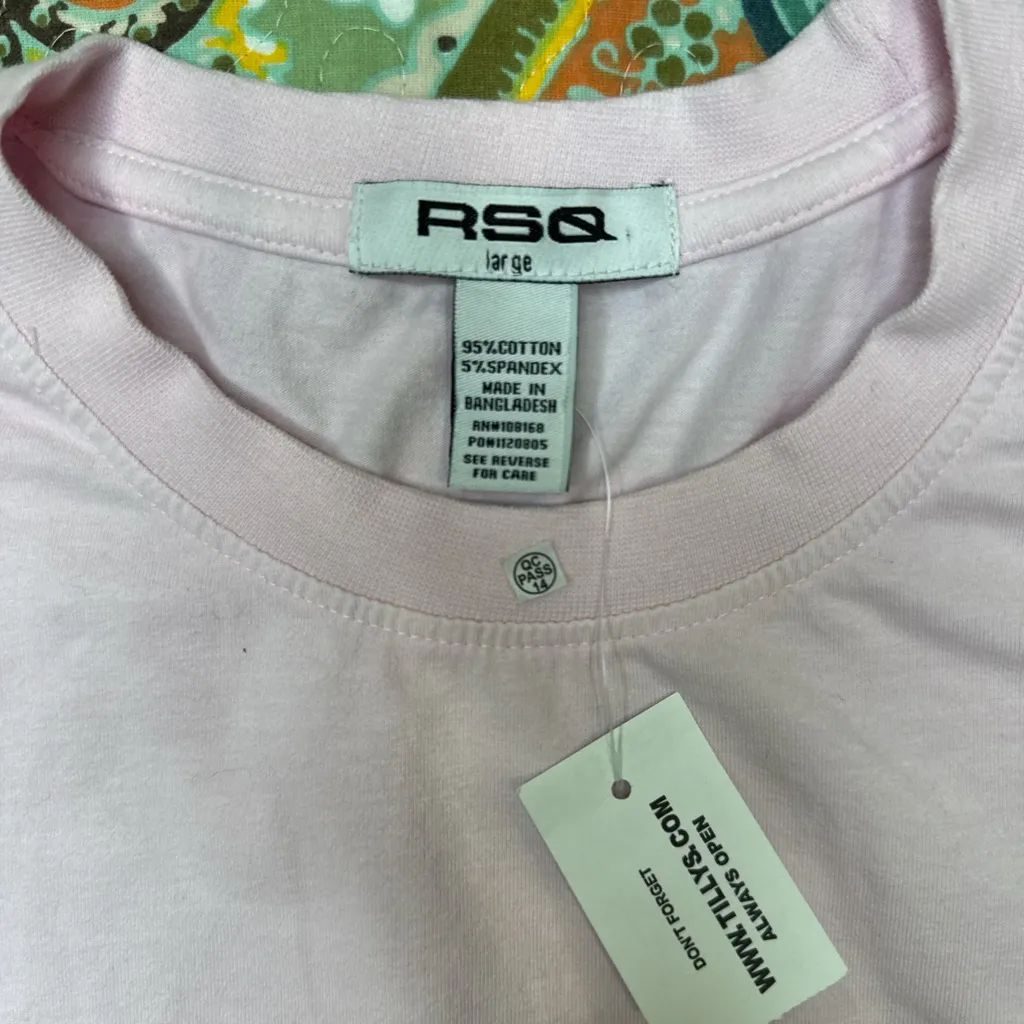 RSQ
large
95%COTTON
5%SPANDEX
MADE IN
BANGLADESH
RN#108168
PO#1120805
SEE REVERSE
FOR CARE
QC
PASS
14
DON'T FORGET
WWW.TILLYS.COM
ALWAYS OPEN